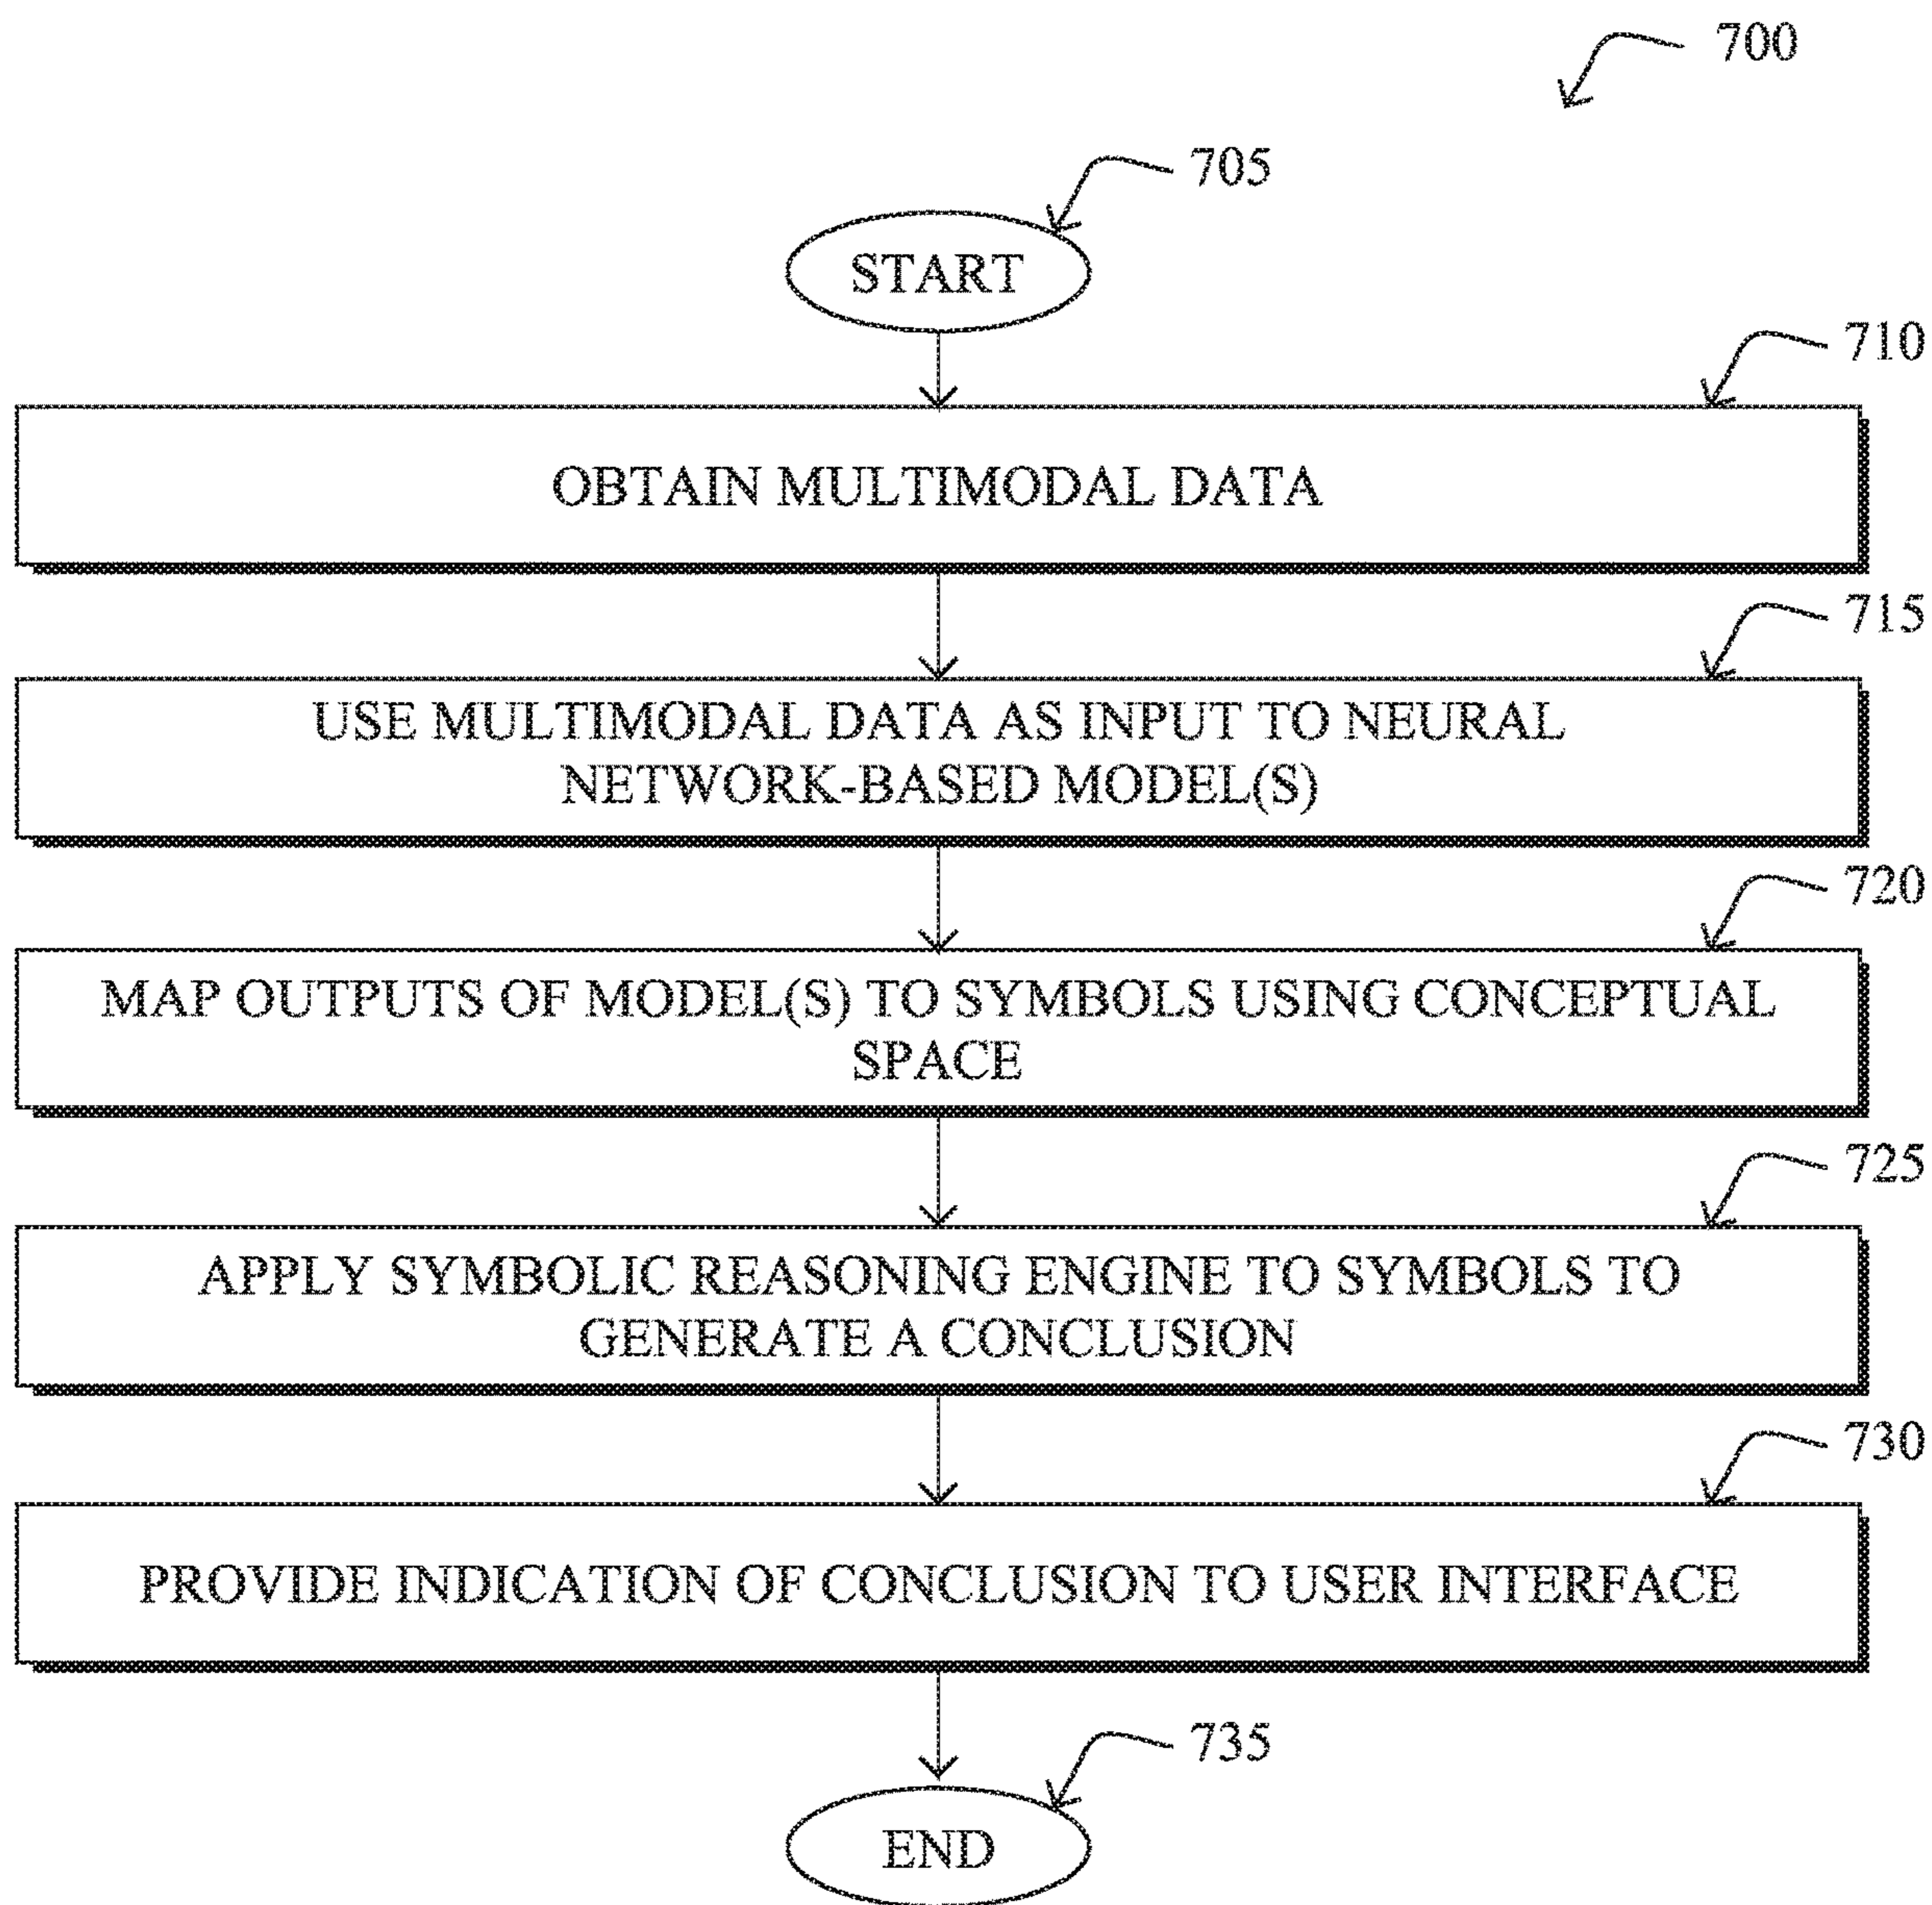 700
705
START
710
OBTAIN MULTIMODAL DATA
715
USE MULTIMODAL DATA AS INPUT TO NEURAL
NETWORK-BASED MODEL(S)
720
MAP OUTPUTS OF MODEL(S) TO SYMBOLS USING CONCEPTUAL
SPACE
725
APPLY SYMBOLIC REASONING ENGINE TO SYMBOLS TO
GENERATE A CONCLUSION
730
PROVIDE INDICATION OF CONCLUSION TO USER INTERFACE
735
END